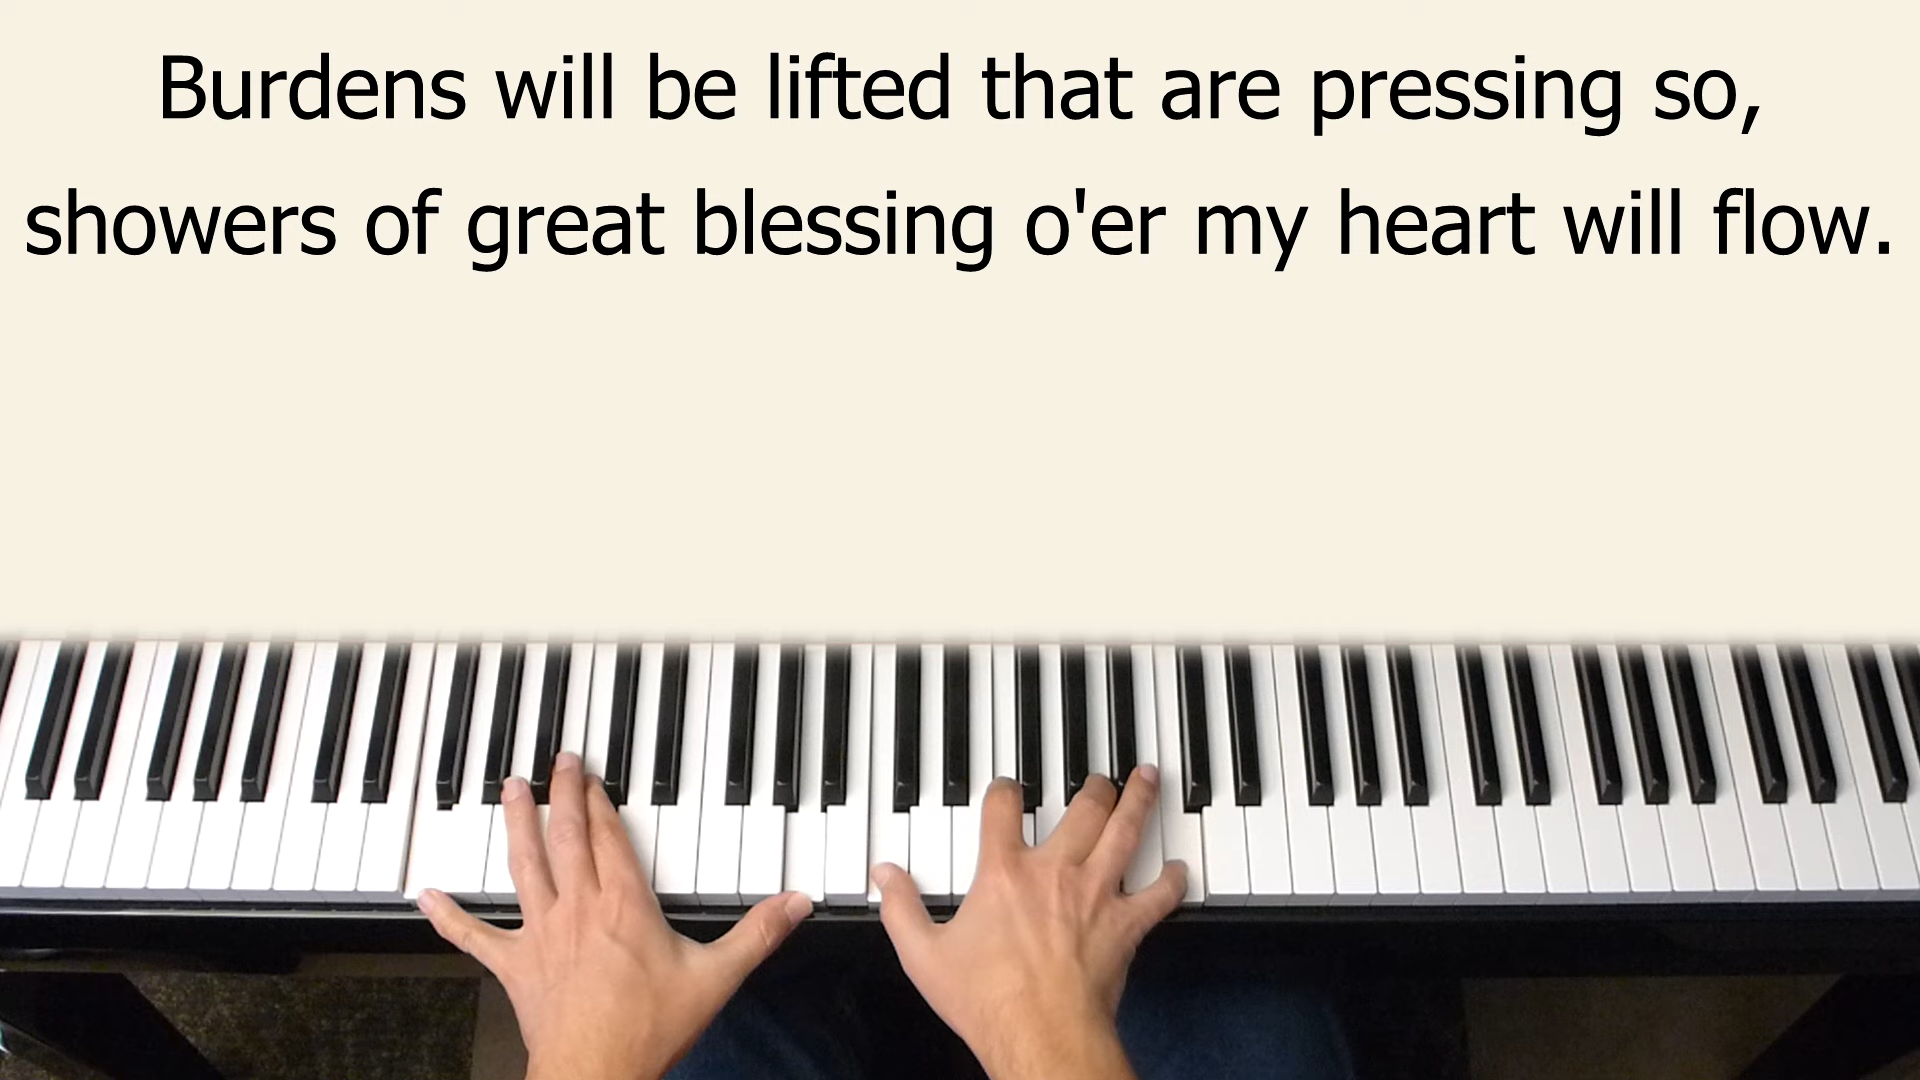 Burdens will be lifted that are pressing so,
showers of great blessing o'er my heart will flow.